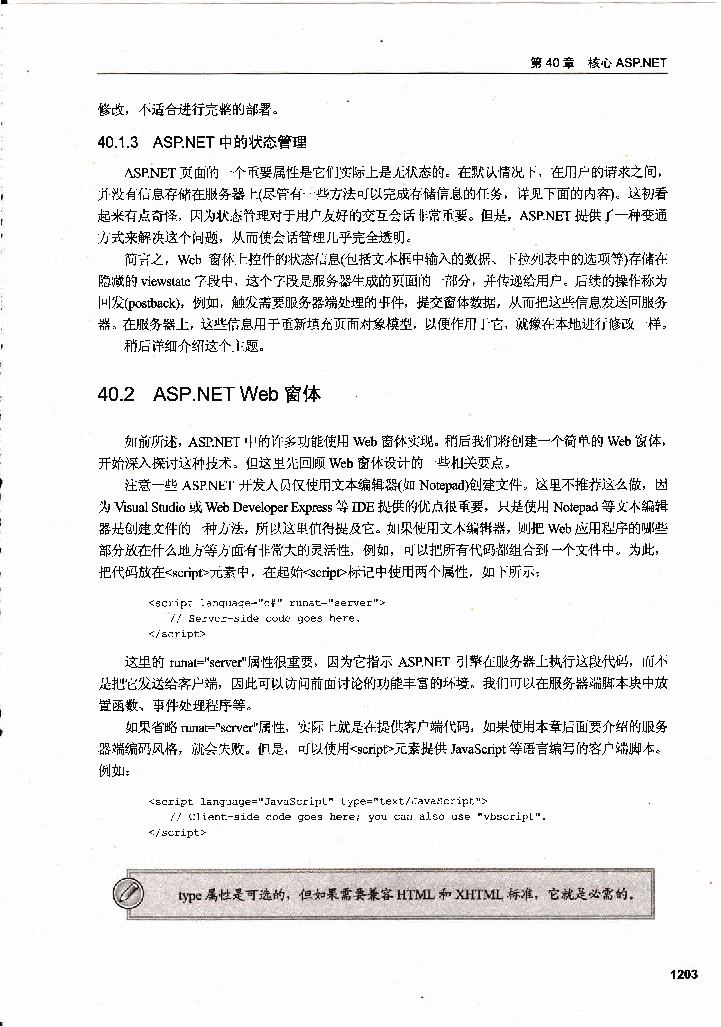 第 40 章 核心 ASP.NET
修改，不适合进行完整的部署。
40.1.3 ASP.NET 中的状态管理
ASP.NET 页面的一个重要属性是它们实际上是无状态的。在默认情况下，在用户的请求之间，
并没有信息存储在服务器上(尽管有一些方法可以完成存储信息的任务，详见下面的内容)。这初看
起来有点奇怪，因为状态管理对于用户友好的交互会话非常重要。但是，ASP.NET 提供了一种变通
方式来解决这个问题，从而使会话管理几乎完全透明。
简言之，Web 窗体上控件的状态信息(包括文本框中输入的数据、下拉列表中的选项等)存储在
隐藏的 viewstate 字段中，这个字段是服务器生成的页面的一部分，并传递给用户。后续的操作称为
回发(postback)，例如，触发需要服务器端处理的事件，提交窗体数据，从而把这些信息发送回服务
器。在服务器上，这些信息用于重新填充页面对象模型，以便作用于它，就像在本地进行修改一样。
稍后详细介绍这个主题。
40.2 ASP.NET Web 窗体
如前所述，ASP.NET 中的许多功能使用 Web 窗体实现。稍后我们将创建一个简单的 Web 窗体，
开始深入探讨这种技术。但这里先回顾 Web 窗体设计的一些相关要点。
注意一些 ASP.NET 开发人员仅使用文本编辑器(如 Notepad)创建文件。这里不推荐这么做，因
为 Visual Studio 或 Web Developer Express 等 IDE 提供的优点很重要，只是使用 Notepad 等文本编辑
器是创建文件的一种方法，所以这里值得提及它。如果使用文本编辑器，则把 Web 应用程序的哪些
部分放在什么地方等方面有非常大的灵活性，例如，可以把所有代码都组合到一个文件中。为此，
把代码放在<script>元素中，在起始<script>标记中使用两个属性，如下所示：
<script language="c#" runat="server">
// Server-side code goes here.
</script>
这里的 runat="server"属性很重要，因为它指示 ASP.NET 引擎在服务器上执行这段代码，而不
是把它发送给客户端，因此可以访问前面讨论的功能丰富的环境。我们可以在服务器端脚本块中放
置函数、事件处理程序等。
如果省略 runat="server"属性，实际上就是在提供客户端代码，如果使用本章后面要介绍的服务
器端编码风格，就会失败。但是，可以使用<script>元素提供 JavaScript 等语言编写的客户端脚本。
例如：
<script language="JavaScript" type="text/JavaScript">
// Client-side code goes here; you can also use "vbscript".
</script>
type 属性是可选的，但如果需要兼容 HTML 和 XHTML 标准，它就是必需的。
1203